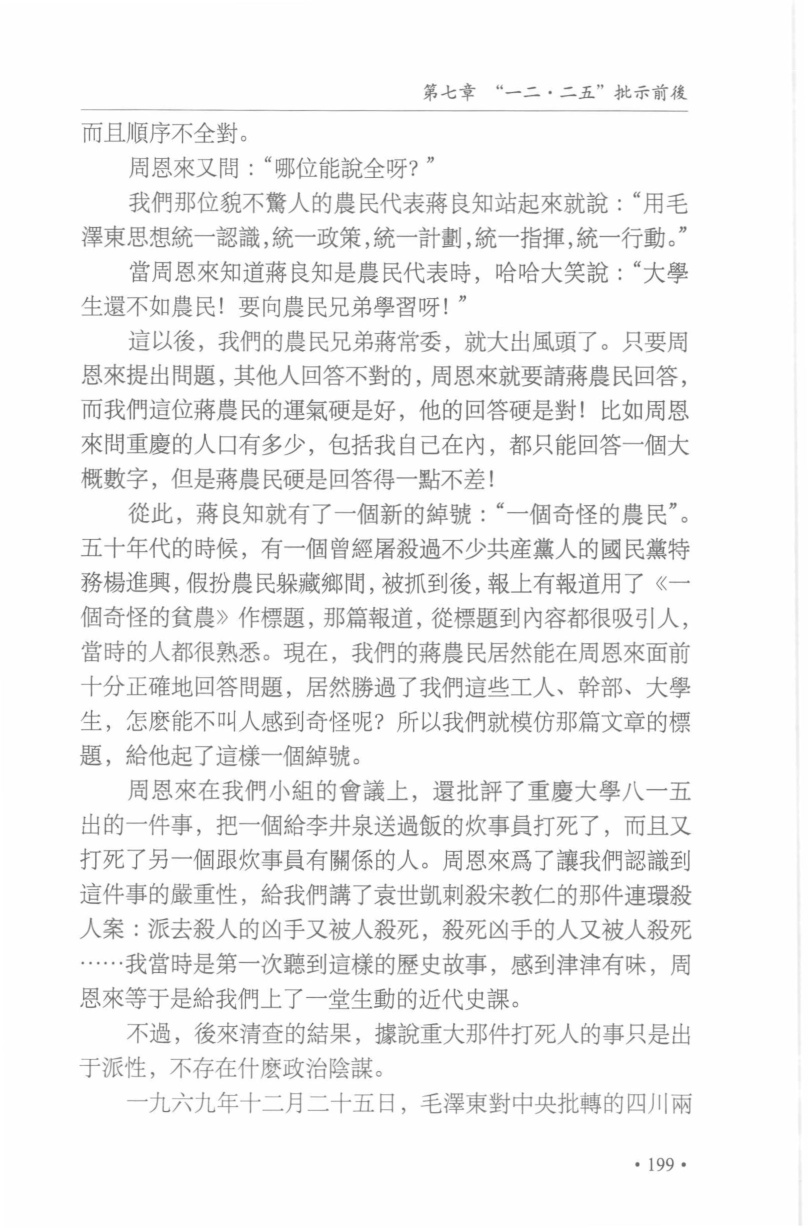 第七章　“一二·二五”批示前後
而且順序不全對。
周恩來又問：“哪位能說全呀？”
我們那位貌不驚人的農民代表蔣良知站起來就說：“用毛
澤東思想統一認識，統一政策，統一計劃，統一指揮，統一行動。”
當周恩來知道蔣良知是農民代表時，哈哈大笑說：“大學
生還不如農民！要向農民兄弟學習呀！”
這以後，我們的農民兄弟蔣常委，就大出風頭了。只要周
恩來提出問題，其他人回答不對的，周恩來就要請蔣農民回答，
而我們這位蔣農民的運氣硬是好，他的回答硬是對！比如周恩
來問重慶的人口有多少，包括我自己在內，都只能回答一個大
概數字，但是蔣農民硬是回答得一點不差！
從此，蔣良知就有了一個新的綽號：“一個奇怪的農民”。
五十年代的時候，有一個曾經屠殺過不少共産黨人的國民黨特
務楊進興，假扮農民躲藏鄉間，被抓到後，報上有報道用了《一
個奇怪的貧農》作標題，那篇報道，從標題到內容都很吸引人，
當時的人都很熟悉。現在，我們的蔣農民居然能在周恩來面前
十分正確地回答問題，居然勝過了我們這些工人、幹部、大學
生，怎麽能不叫人感到奇怪呢？所以我們就模仿那篇文章的標
題，給他起了這樣一個綽號。
周恩來在我們小組的會議上，還批評了重慶大學八一五
出的一件事，把一個給李井泉送過飯的炊事員打死了，而且又
打死了另一個跟炊事員有關係的人。周恩來爲了讓我們認識到
這件事的嚴重性，給我們講了袁世凱刺殺宋教仁的那件連環殺
人案：派去殺人的凶手又被人殺死，殺死凶手的人又被人殺死
……我當時是第一次聽到這樣的歷史故事，感到津津有味，周
恩來等于是給我們上了一堂生動的近代史課。
不過，後來清查的結果，據說重大那件打死人的事只是出
于派性，不存在什麽政治陰謀。
一九六九年十二月二十五日，毛澤東對中央批轉的四川兩
·199·